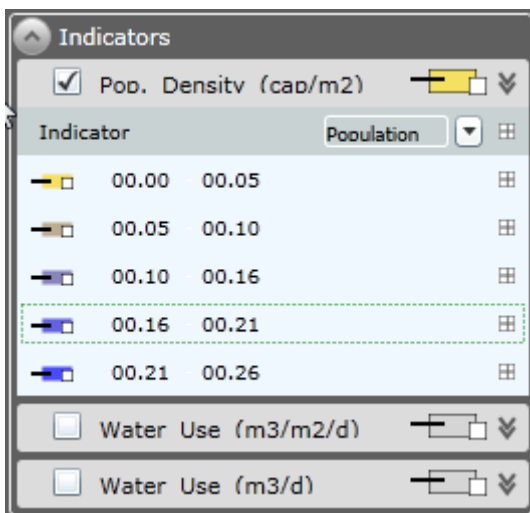 Indicators
Pop. Density (cap/m2)
Indicator Population
00.00 - 00.05
00.05 - 00.10
00.10 - 00.16
00.16 - 00.21
00.21 - 00.26
Water Use (m3/m2/d)
Water Use (m3/d)